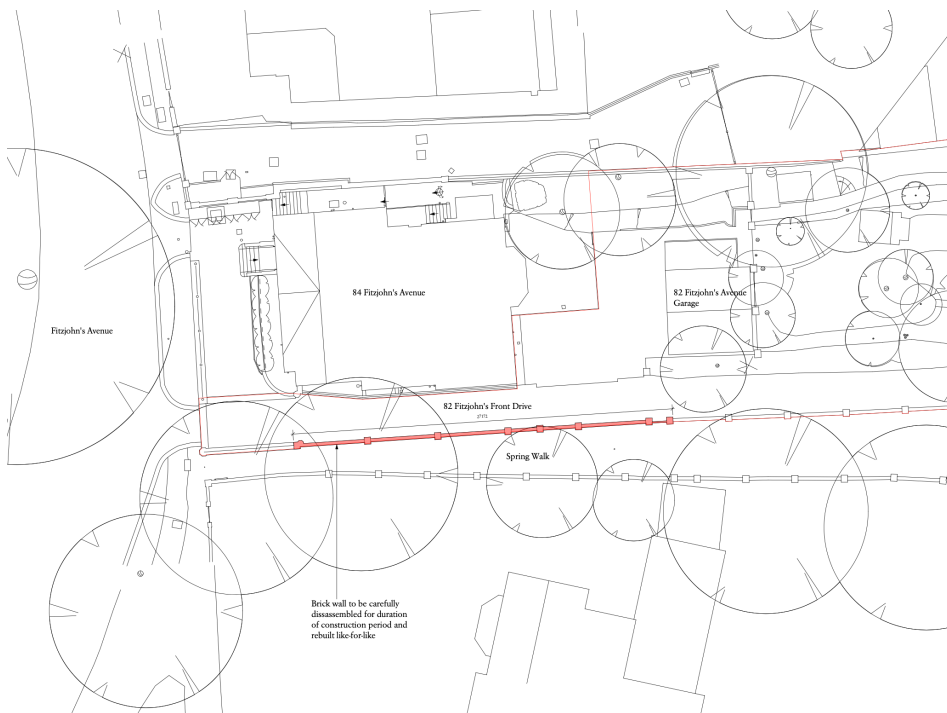 84 Fitzjohn's Avenue
82 Fitzjohn's Avenue
Garage
Fitzjohn's Avenue
82 Fitzjohn's Front Drive
Spring Walk
Brick wall to be carefully
dissassembled for duration
of construction period and
rebuilt like-for-like